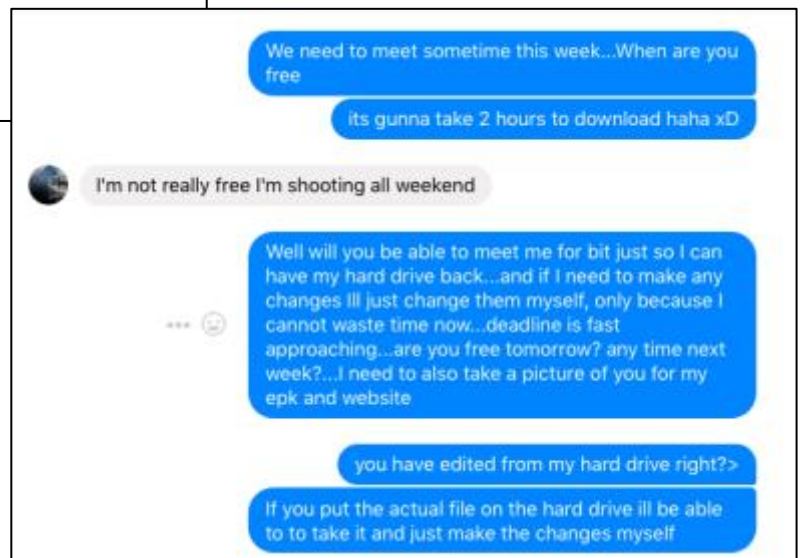 We need to meet sometime this week...When are you
free
its gunna take 2 hours to download haha xD
I'm not really free I'm shooting all weekend
Well will you be able to meet me for bit just so I can
have my hard drive back...and if I need to make any
changes Ill just change them myself, only because I
cannot waste time now...deadline is fast
approaching...are you free tomorrow? any time next
week?...I need to also take a picture of you for my
epk and website
you have edited from my hard drive right?>
If you put the actual file on the hard drive ill be able
to to take it and just make the changes myself